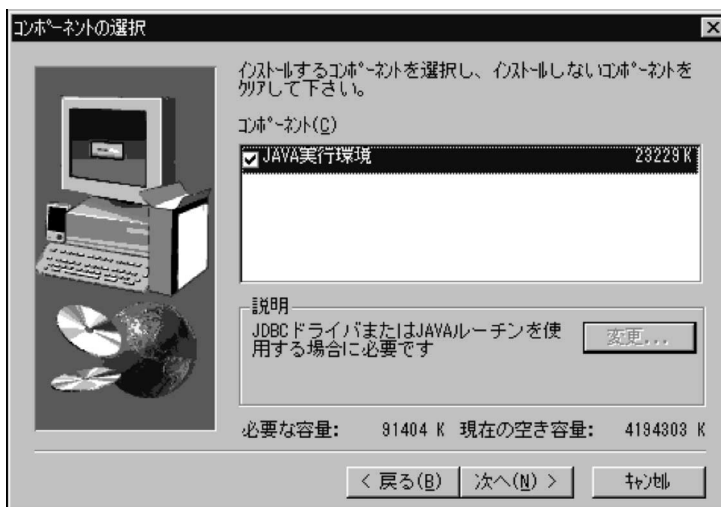 コンポーネントの選択
インストールするコンポーネントを選択し、インストールしないコンポーネントを
クリアして下さい。
コンポーネント(C)
JAVA実行環境 23229 K
説明
JDBCドライバまたはJAVAルーチンを使
用する場合に必要です
変更...
必要な容量: 91404 K 現在の空き容量: 4194303 K
< 戻る(B) 次へ(N) > キャンセル